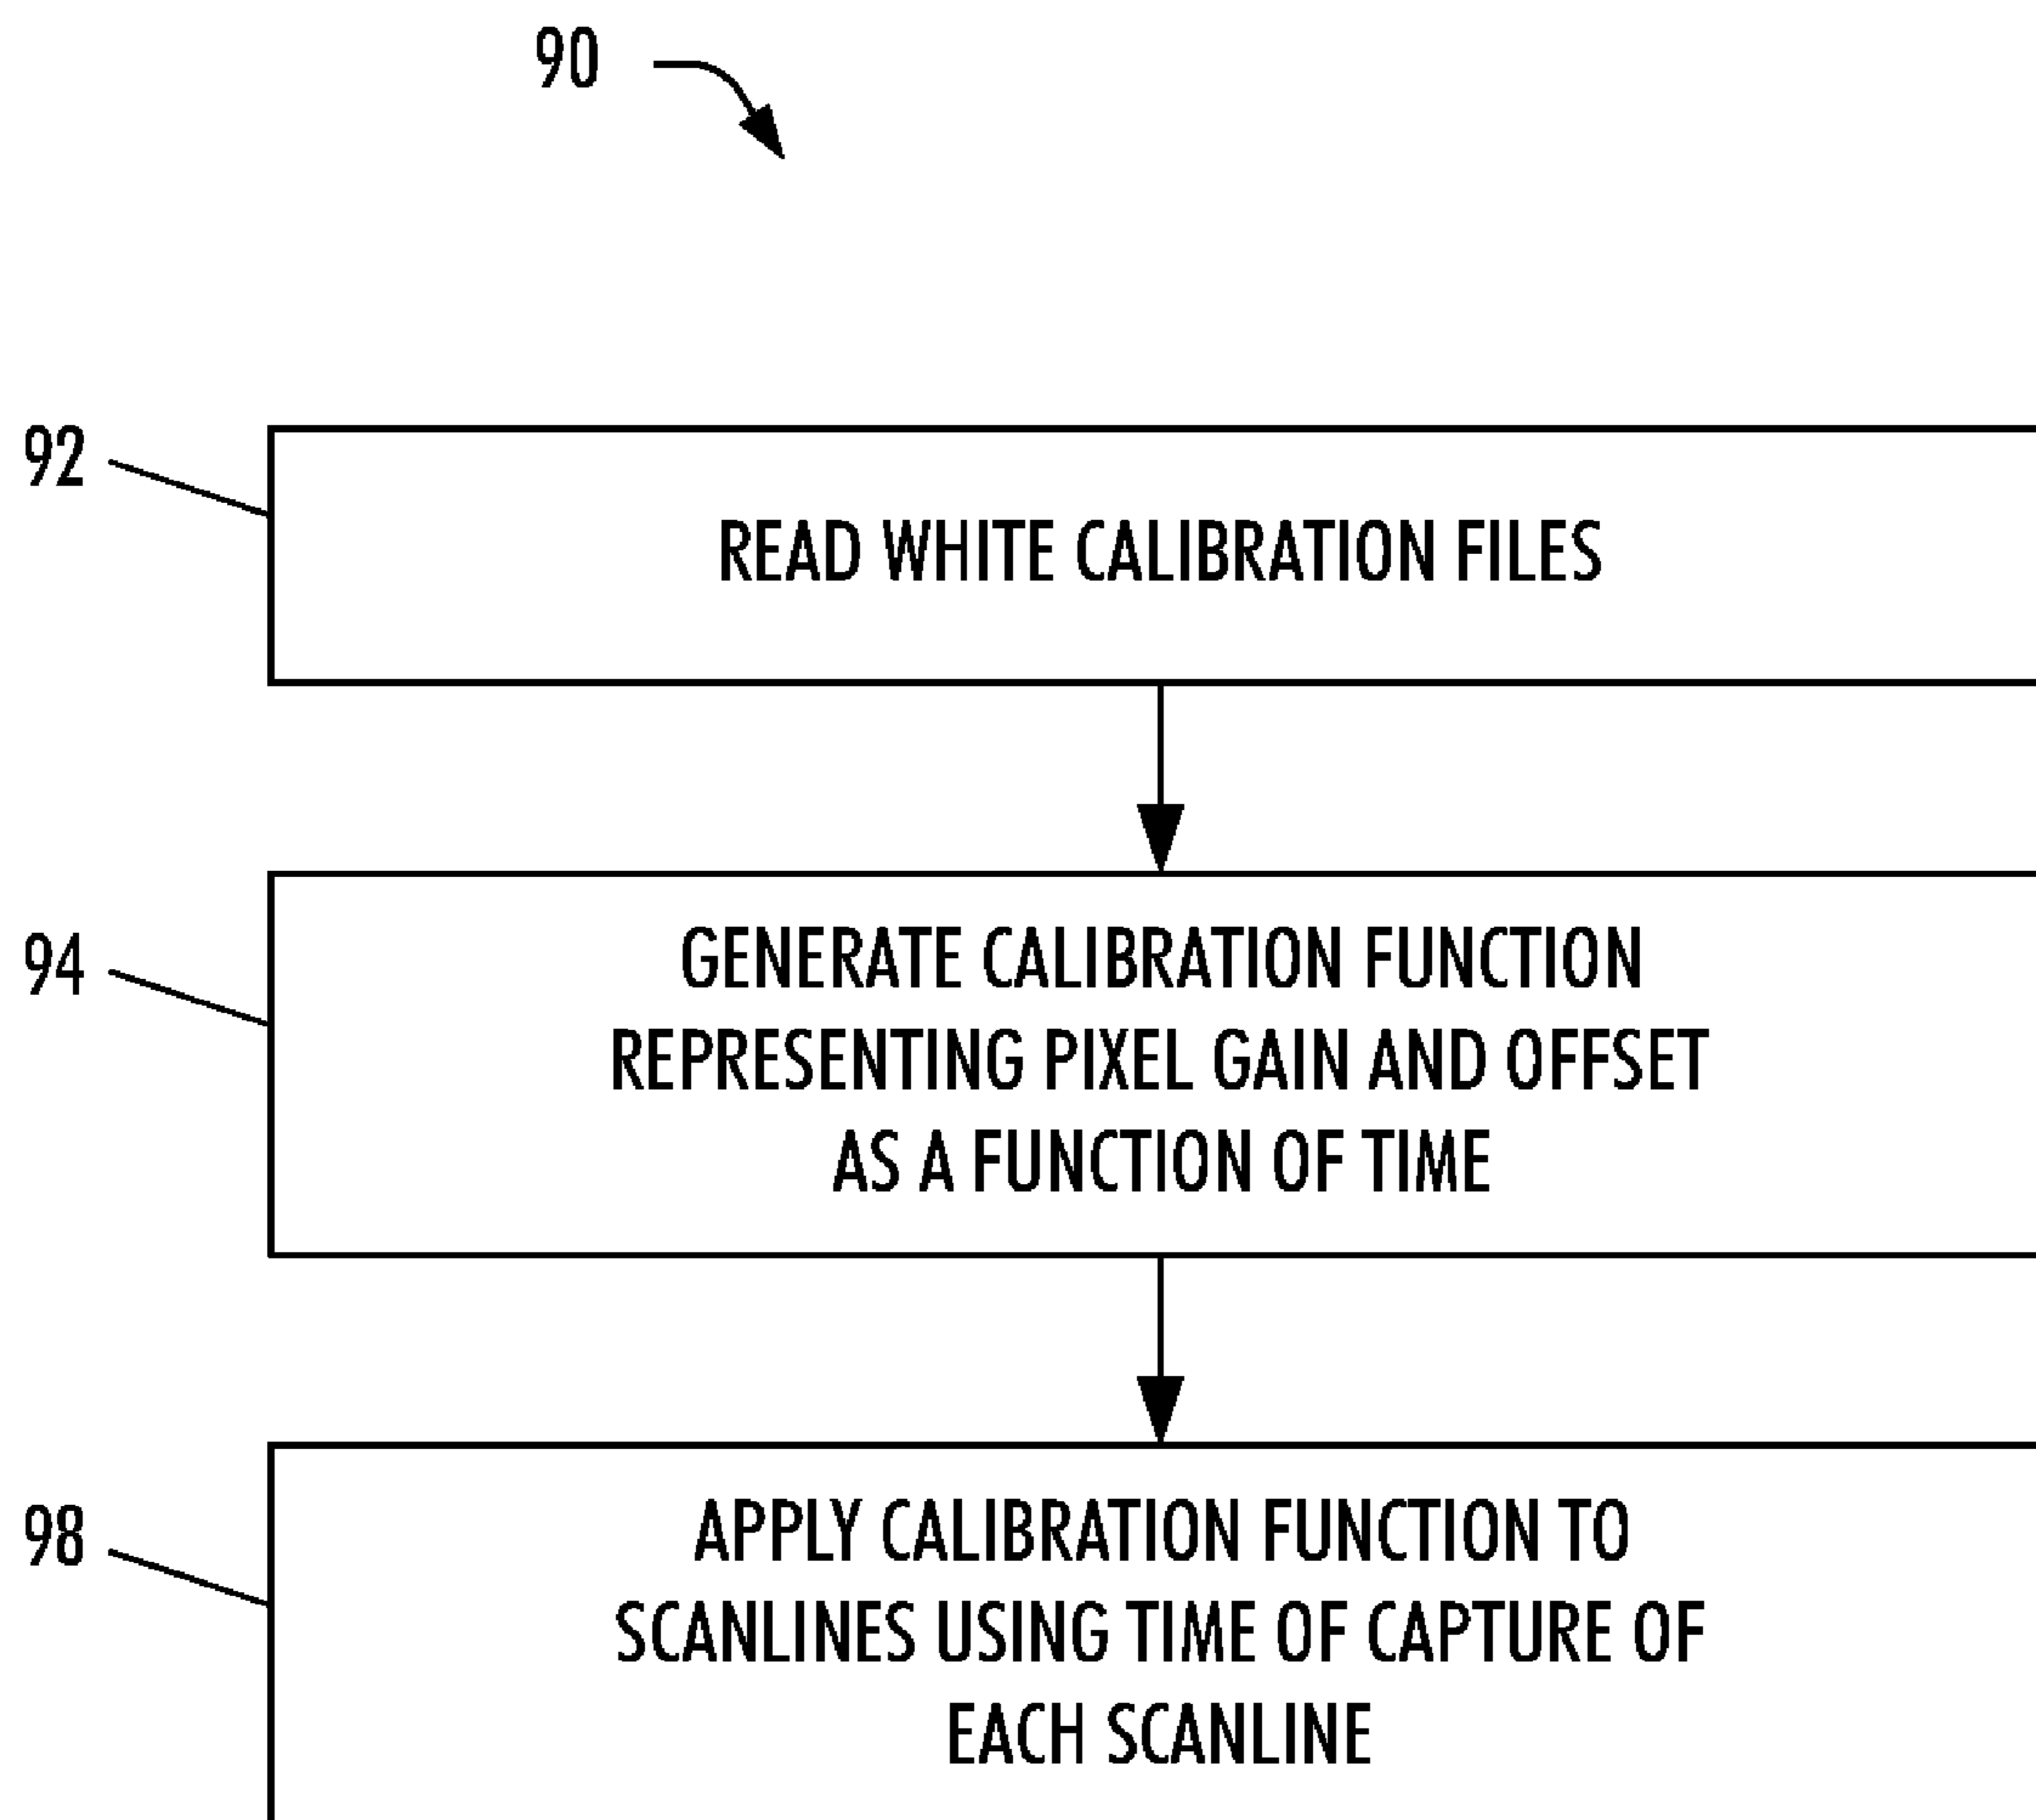 90
92
READ WHITE CALIBRATION FILES
94
GENERATE CALIBRATION FUNCTION
REPRESENTING PIXEL GAIN AND OFFSET
AS A FUNCTION OF TIME
98
APPLY CALIBRATION FUNCTION TO
SCANLINES USING TIME OF CAPTURE OF
EACH SCANLINE